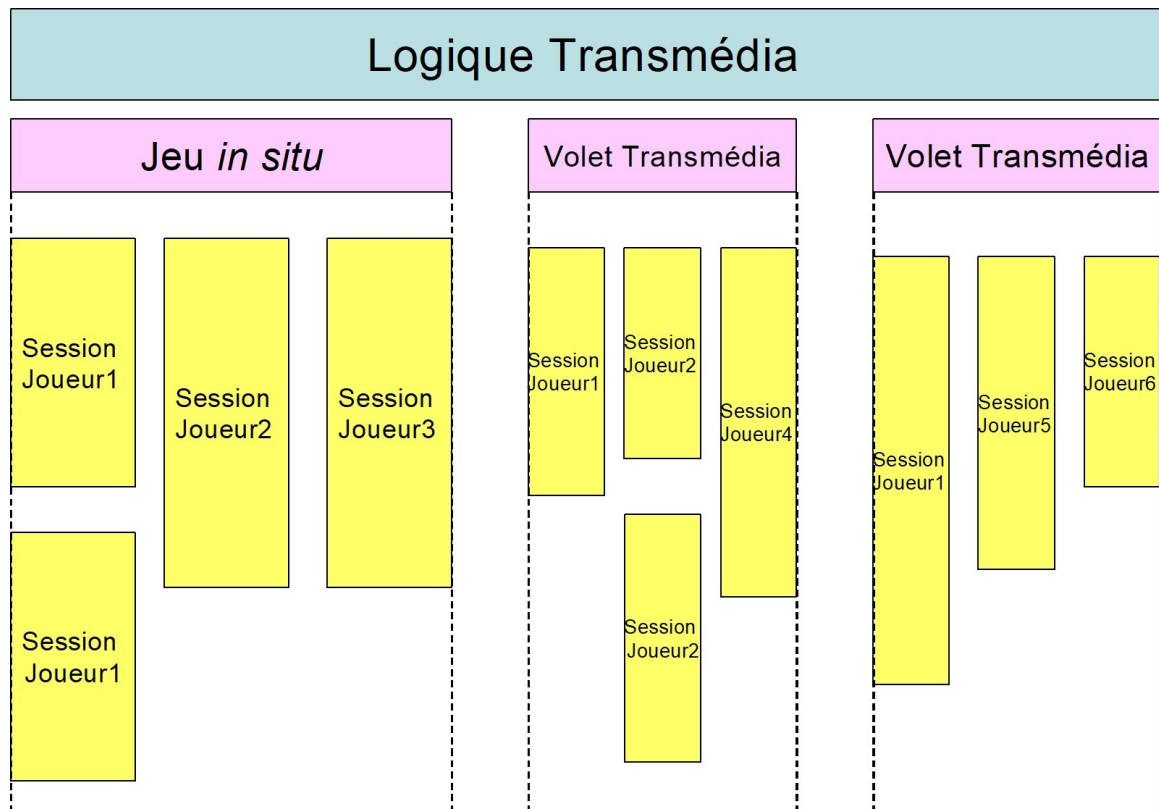 Logique Transmédia
Jeu in situ
Volet Transmédia
Volet Transmédia
Session
Joueur1
Session
Joueur2
Session
Joueur3
Session
Joueur1
Session
Joueur1
Session
Joueur2
Session
Joueur4
Session
Joueur2
Session
Joueur1
Session
Joueur5
Session
Joueur6